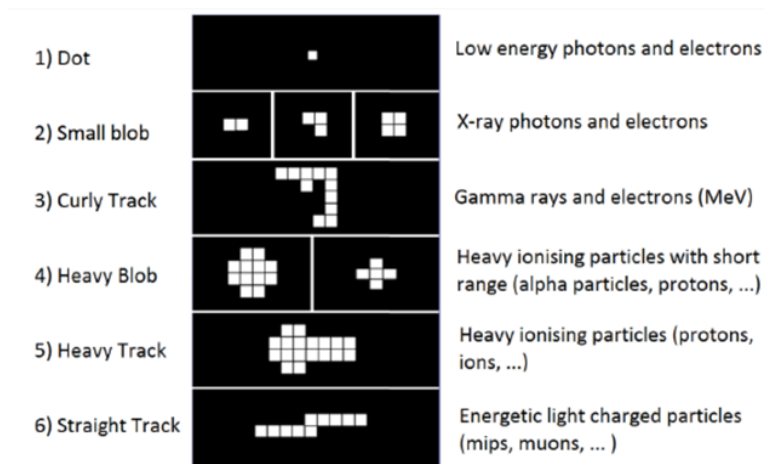 1) Dot
Low energy photons and electrons
2) Small blob
X-ray photons and electrons
3) Curly Track
Gamma rays and electrons (MeV)
4) Heavy Blob
Heavy ionising particles with short
range (alpha particles, protons, ...)
5) Heavy Track
Heavy ionising particles (protons,
ions, ...)
6) Straight Track
Energetic light charged particles
(mips, muons, ... )